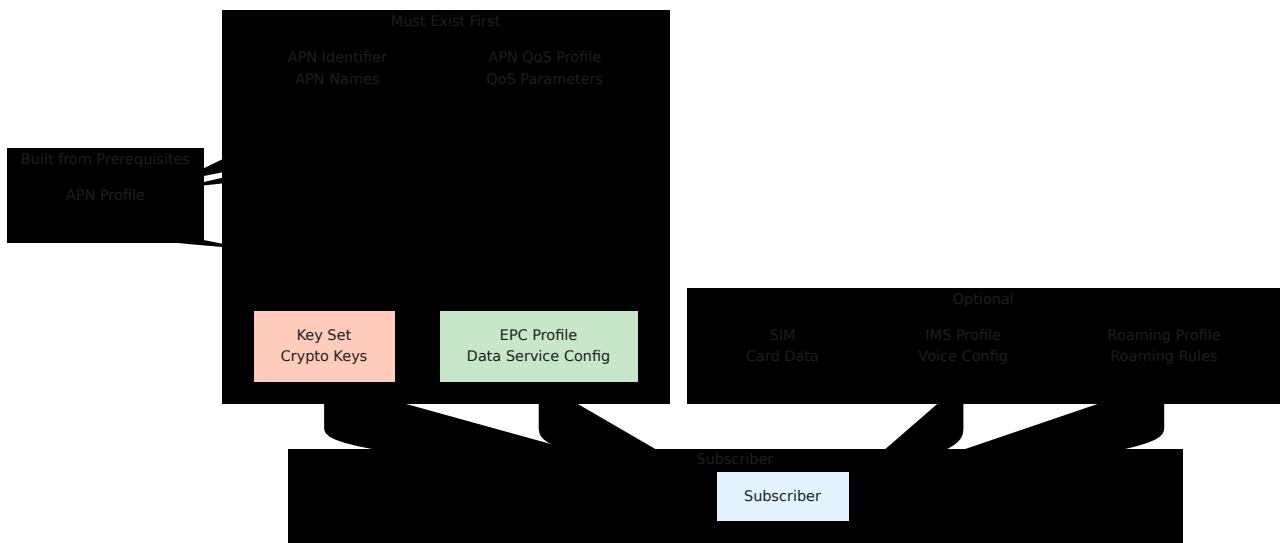 Must Exist First
APN Identifier
APN Names
APN QoS Profile
QoS Parameters
Built from Prerequisites
APN Profile
Key Set
Crypto Keys
EPC Profile
Data Service Config
Optional
SIM
Card Data
IMS Profile
Voice Config
Roaming Profile
Roaming Rules
Subscriber
Subscriber